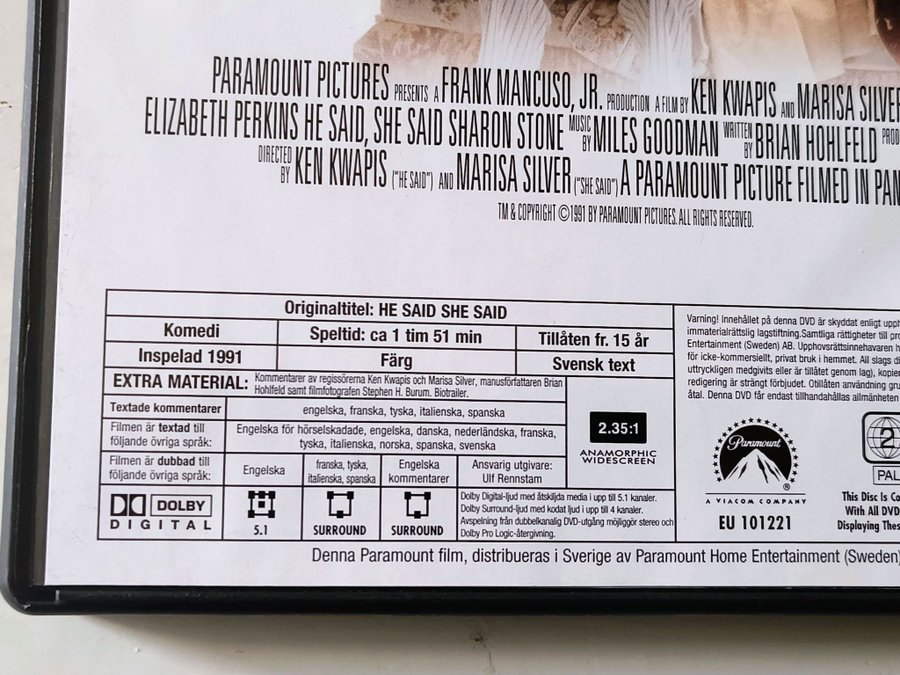 PARAMOUNT PICTURES PRESENTS A FRANK MANCUSO, JR. PRODUCTION A FILM BY KEN KWAPIS AND MARISA SILVER
ELIZABETH PERKINS HE SAID, SHE SAID SHARON STONE MUSIC BY MILES GOODMAN WRITTEN BY BRIAN HOHLFELD
DIRECTED BY KEN KWAPIS ("HE SAID") AND MARISA SILVER ("SHE SAID") A PARAMOUNT PICTURE FILMED IN PAN
TM & COPYRIGHT ©1991 BY PARAMOUNT PICTURES. ALL RIGHTS RESERVED.
Originaltitel: HE SAID SHE SAID
Komedi Speltid: ca 1 tim 51 min Tillåten fr. 15 år
Inspelad 1991 Färg Svensk text
EXTRA MATERIAL: Kommentarer av regissörerna Ken Kwapis och Marisa Silver, manusförfattaren Brian
Hohlfeld samt filmfotografen Stephen H. Burum. Biotrailer.
Textade kommentarer engelska, franska, tyska, italienska, spanska
Filmen är textad till följande övriga språk:
Engelska för hörselskadade, engelska, danska, nederländska, franska,
tyska, italienska, norska, spanska, svenska
Filmen är dubbad till följande övriga språk:
Engelska
franska, tyska,
italienska, spanska
Engelska
kommentarer
Ansvarig utgivare:
Ulf Rennstam
DOLBY
DIGITAL
5.1
SURROUND
SURROUND
Dolby Digital-ljud med åtskiljda media i upp till 5.1 kanaler.
Dolby Surround-ljud med kodat ljud i upp till 4 kanaler.
Avspelning från dubbelkanalig DVD-utgång möjliggör stereo och
Dolby Pro Logic-återgivning.
2.35:1
ANAMORPHIC
WIDESCREEN
Varning! Innehållet på denna DVD är skyddat enligt upph
immaterialrättslig lagstiftning. Samtliga rättigheter till pro
Entertainment (Sweden) AB. Upphovsrättsinnehavaren h
för icke-kommersiellt, privat bruk i hemmet. All slags di
uttryckligen medgivits eller är tillåtet genom lag), kopier
redigering är strängt förbjudet. Otillåten användning gru
åtal. Denna DVD får endast tillhandahållas allmänheten
Paramount
A VIACOM COMPANY
EU 101221
2
PAL
This Disc Is Co
With All DVD
Displaying Thes
Denna Paramount film, distribueras i Sverige av Paramount Home Entertainment (Sweden)